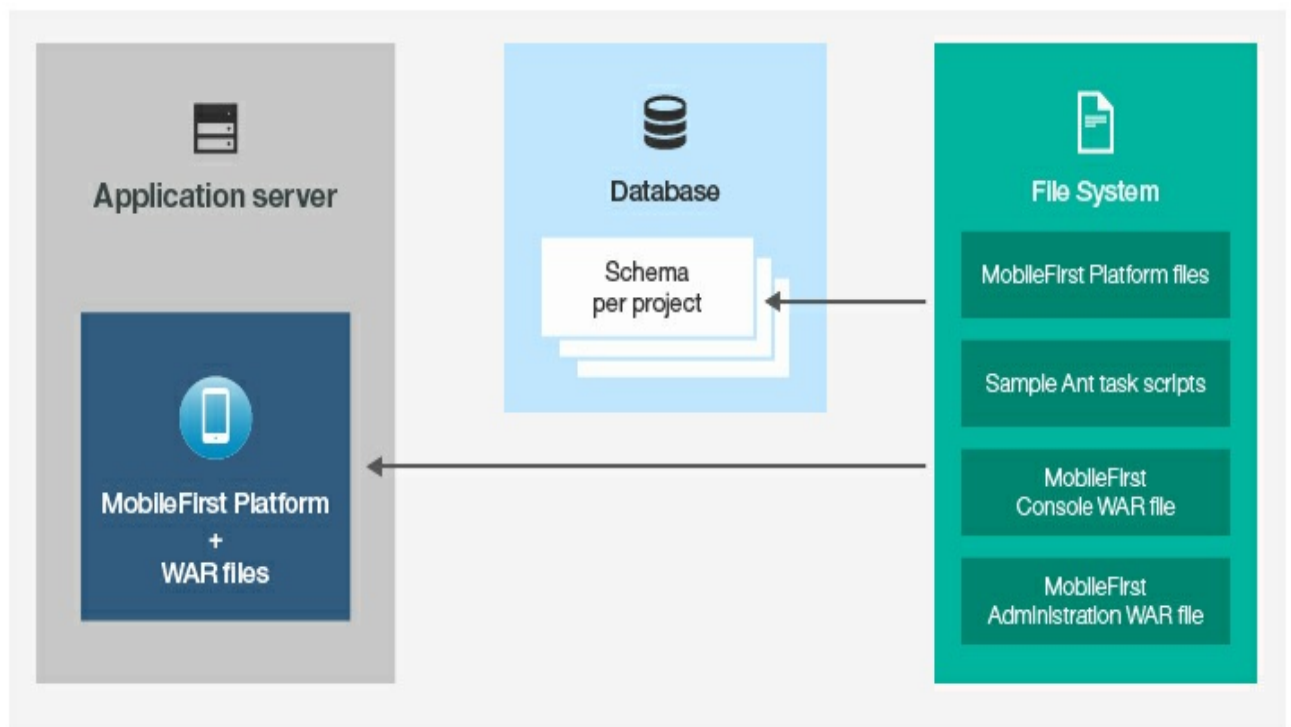 Application server
MobileFirst Platform
+
WAR files
Database
Schema
per project
File System
MobileFirst Platform files
Sample Ant task scripts
MobileFirst
Console WAR file
MobileFirst
Administration WAR file